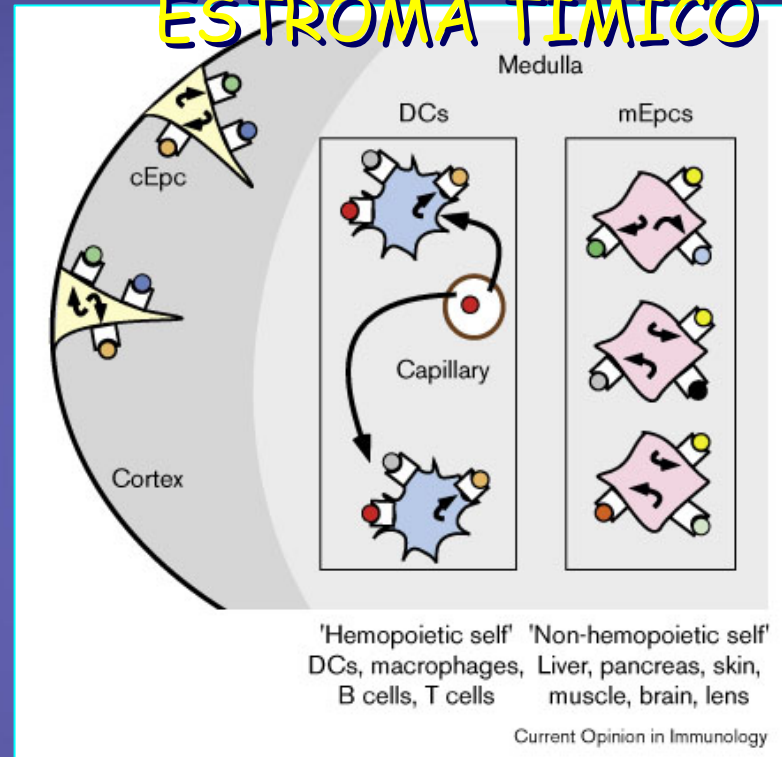 ESTROMA TIMICO
Medulla
DCs
mEpcs
cEpc
Capillary
Cortex
'Hemopoietic self'
DCs, macrophages,
B cells, T cells
'Non-hemopoietic self'
Liver, pancreas, skin,
muscle, brain, lens
Current Opinion in Immunology